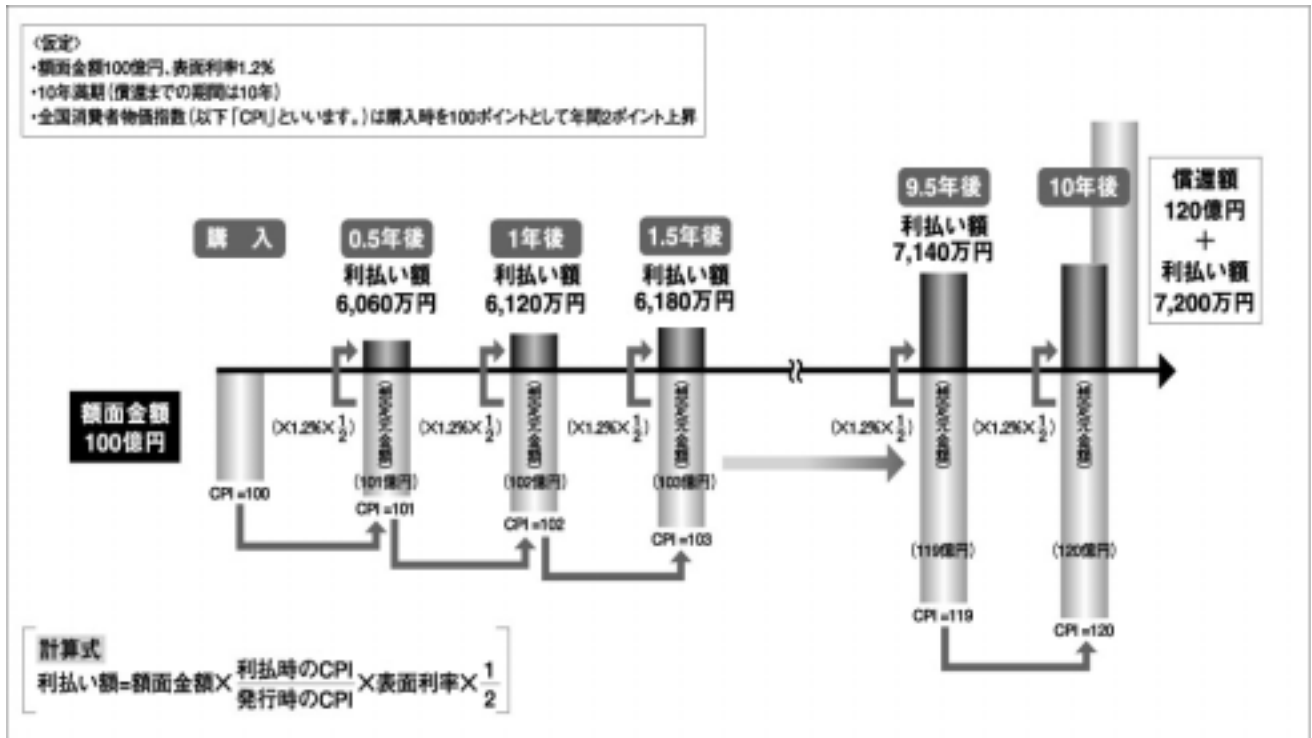 〈仮定〉
・額面金額100億円、表面利率1.2%
・10年満期(償還までの期間は10年)
・全国消費者物価指数(以下「CPI」といいます。)は購入時を100ポイントとして年間2ポイント上昇
購 入
0.5年後
利払い額
6,060万円
1年後
利払い額
6,120万円
1.5年後
利払い額
6,180万円
9.5年後
利払い額
7,140万円
10年後
償還額
120億円
+
利払い額
7,200万円
額面金額
100億円
(×1.2%×1/2)
(×1.2%×1/2)
(×1.2%×1/2)
(×1.2%×1/2)
(×1.2%×1/2)
(101億円)
(102億円)
(103億円)
(119億円)
(120億円)
CPI=100
CPI=101
CPI=102
CPI=103
CPI=119
CPI=120
計算式
利払い額=額面金額×利払時のCPI/発行時のCPI×表面利率×1/2